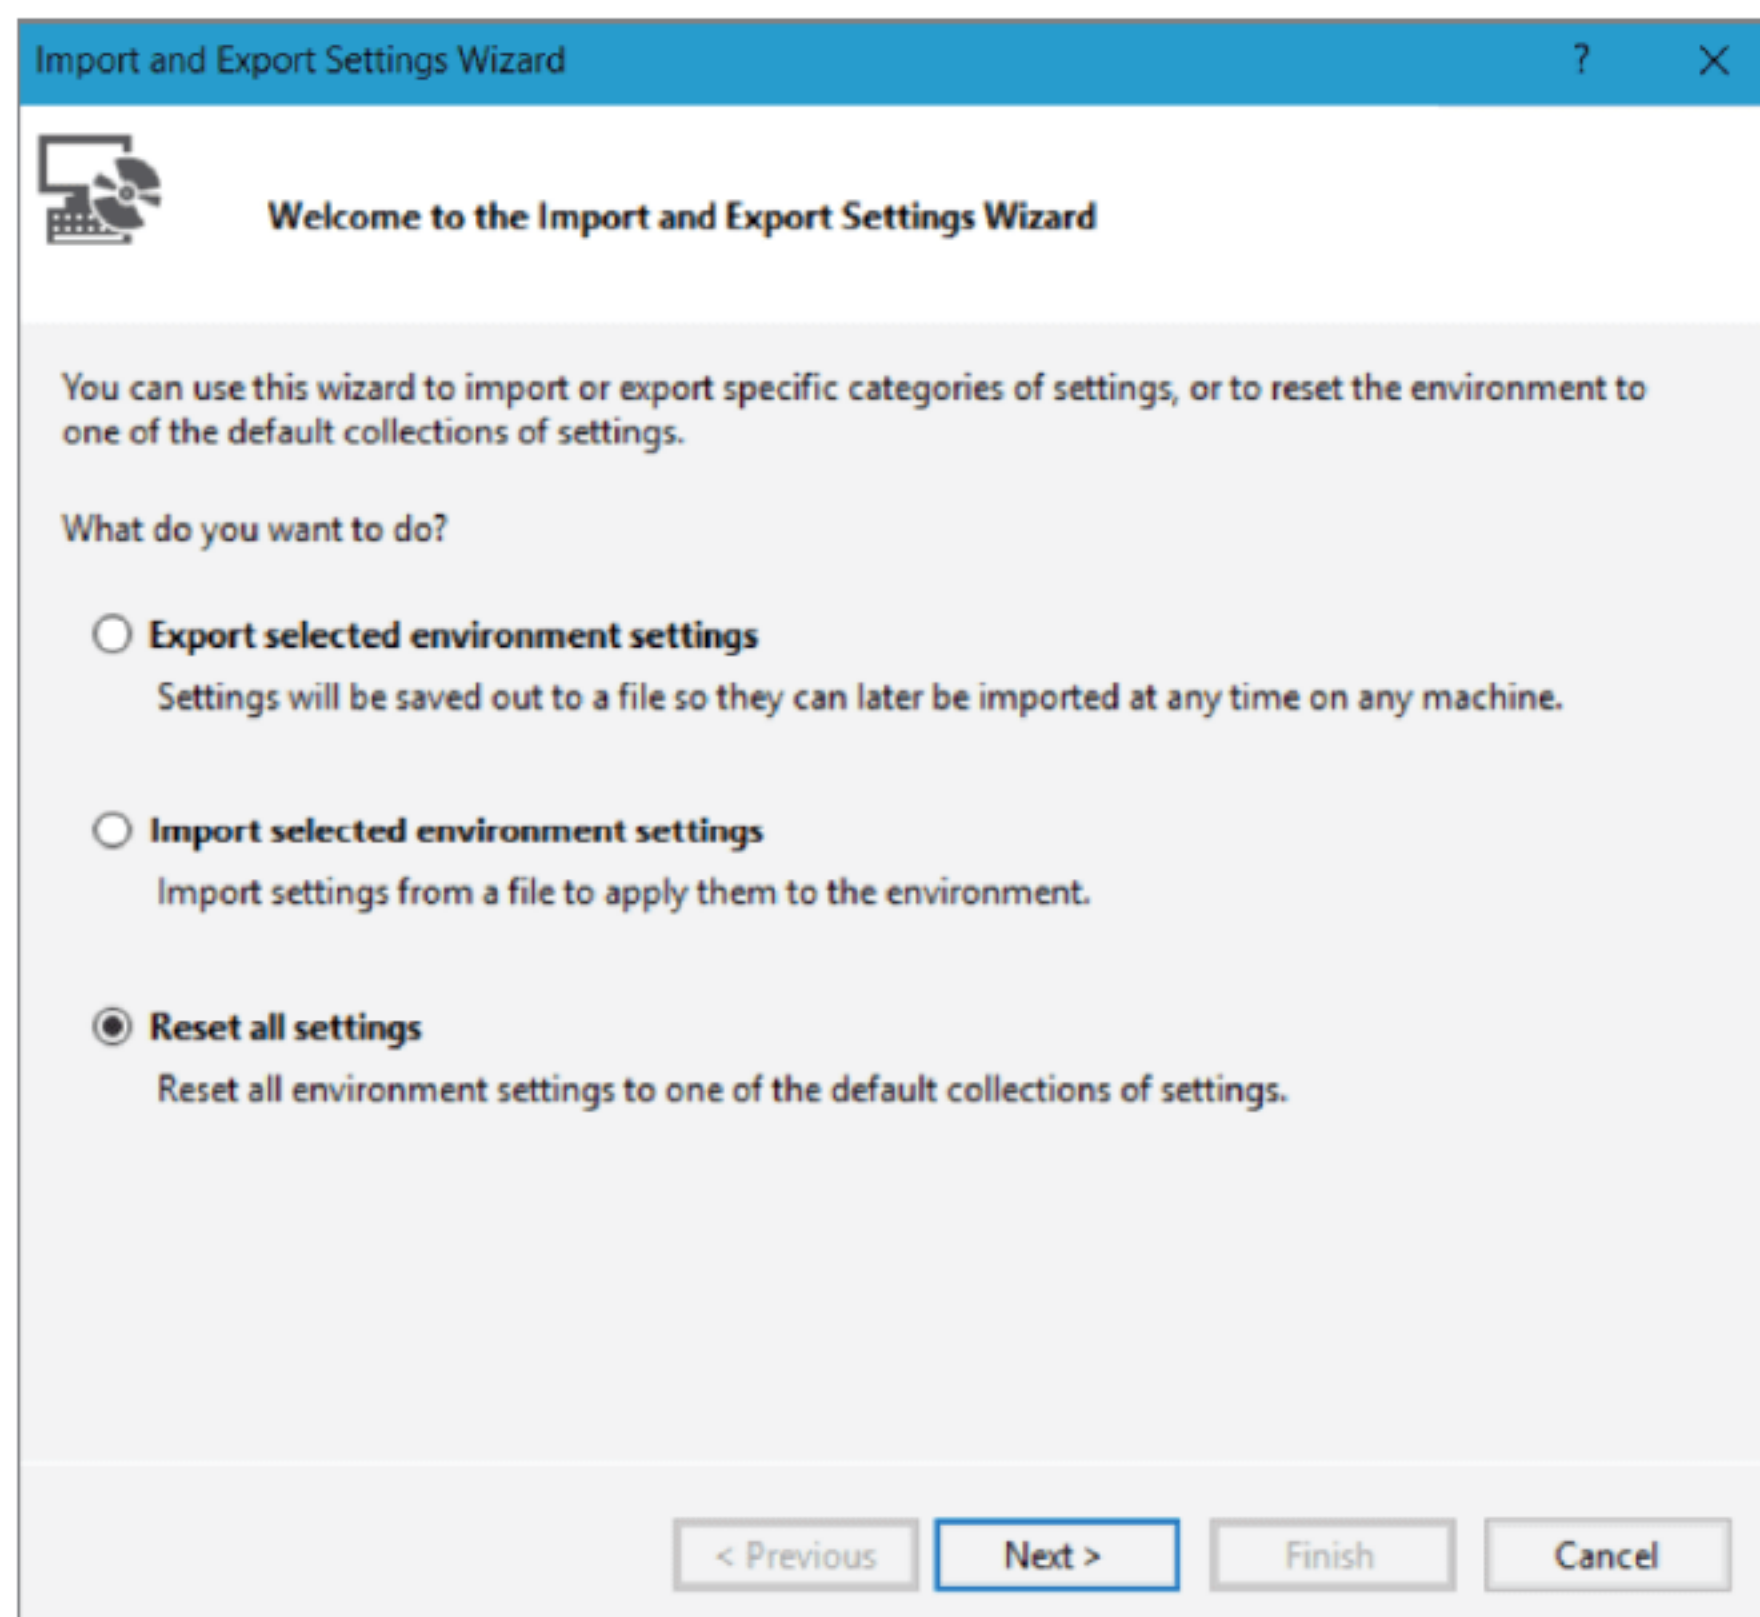 Import and Export Settings Wizard
?
Welcome to the Import and Export Settings Wizard
You can use this wizard to import or export specific categories of settings, or to reset the environment to
one of the default collections of settings.
What do you want to do?
Export selected environment settings
Settings will be saved out to a file so they can later be imported at any time on any machine.
Import selected environment settings
Import settings from a file to apply them to the environment.
Reset all settings
Reset all environment settings to one of the default collections of settings.
< Previous Next > Finish Cancel